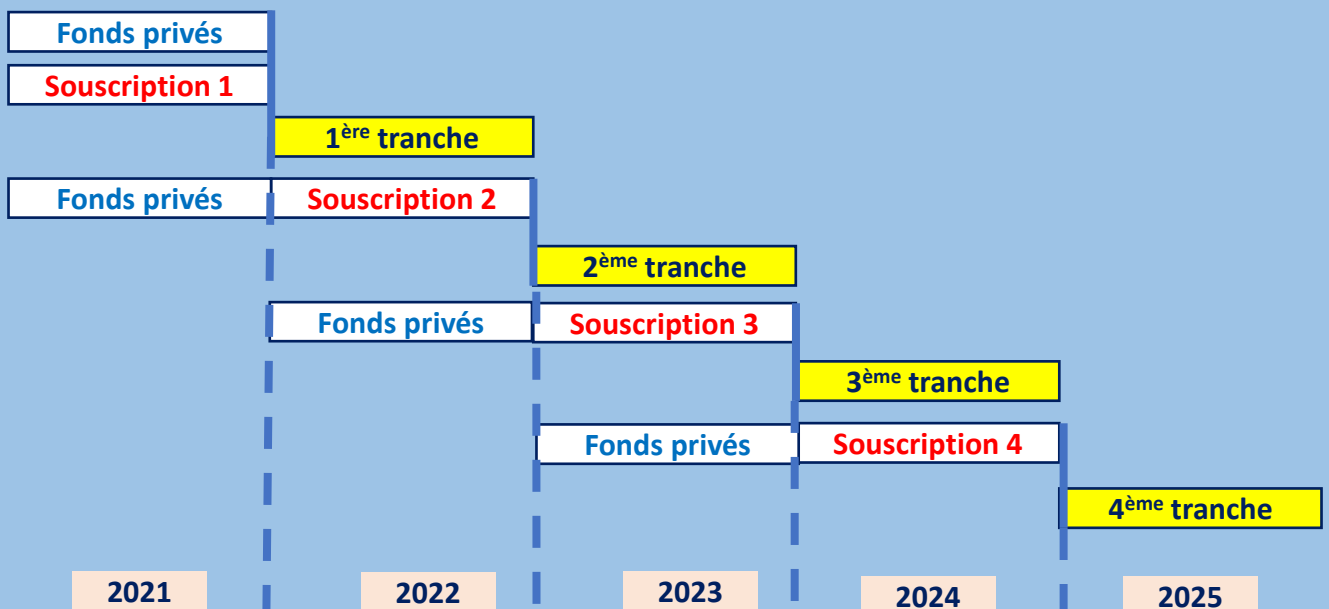 Fonds privés
Souscription 1
1ère tranche
Fonds privés Souscription 2
2ème tranche
Fonds privés Souscription 3
3ème tranche
Fonds privés Souscription 4
4ème tranche
2021 2022 2023 2024 2025